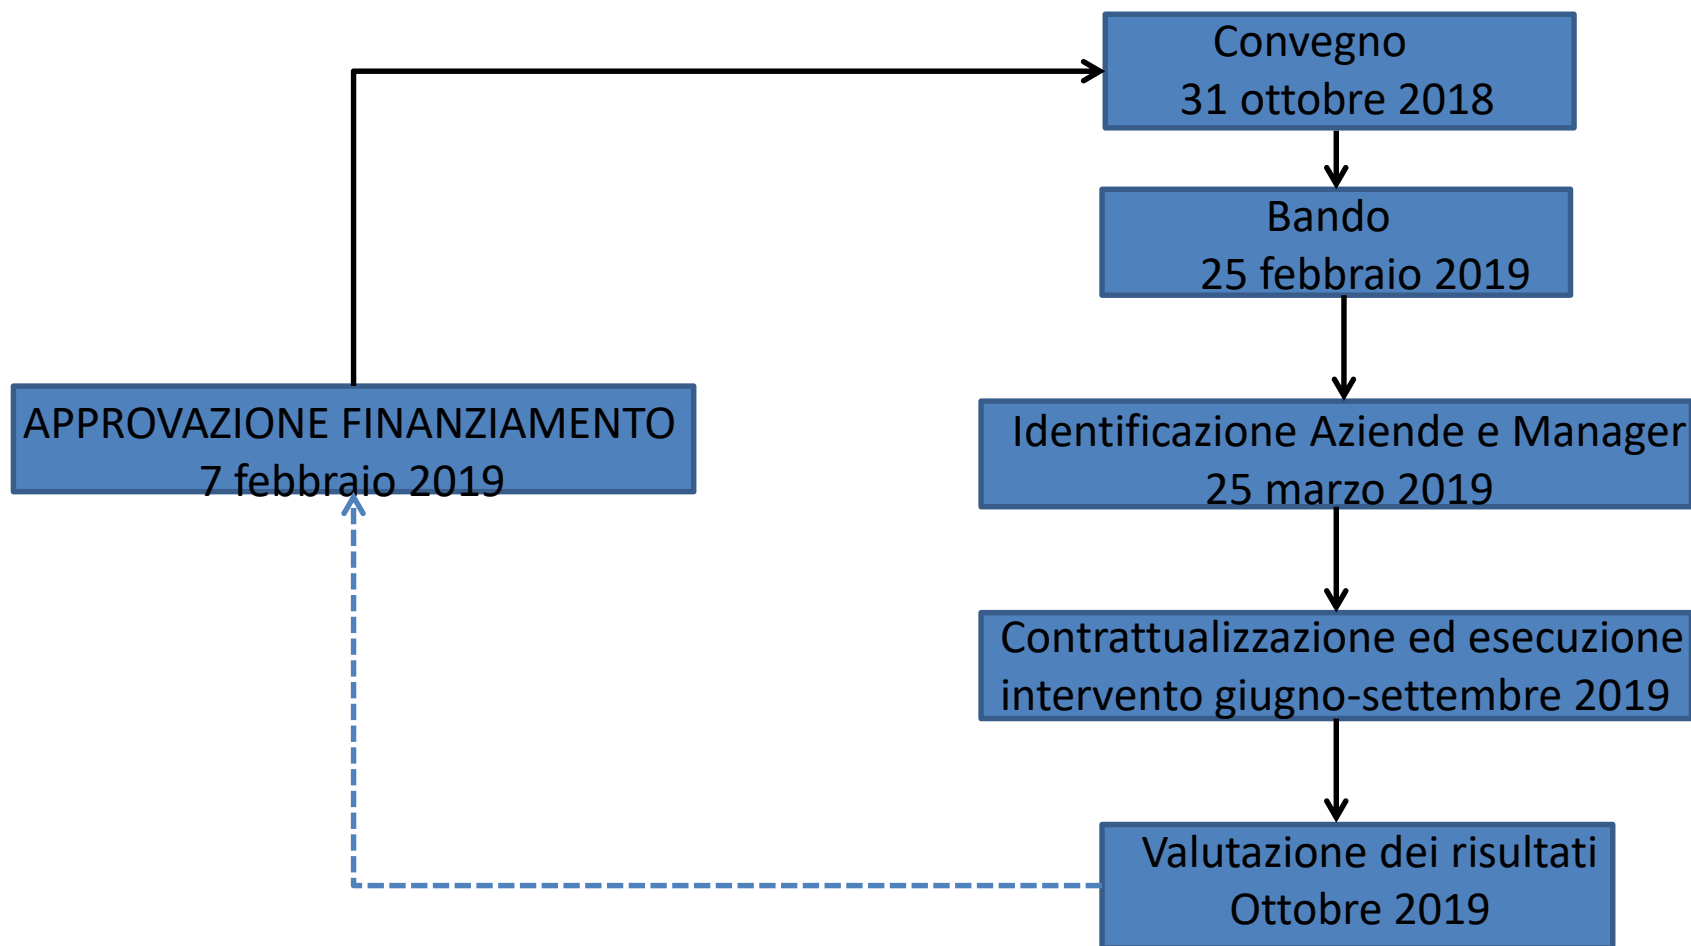 Convegno
31 ottobre 2018
Bando
25 febbraio 2019
APPROVAZIONE FINANZIAMENTO
7 febbraio 2019
Identificazione Aziende e Manager
25 marzo 2019
Contrattualizzazione ed esecuzione
intervento giugno-settembre 2019
Valutazione dei risultati
Ottobre 2019